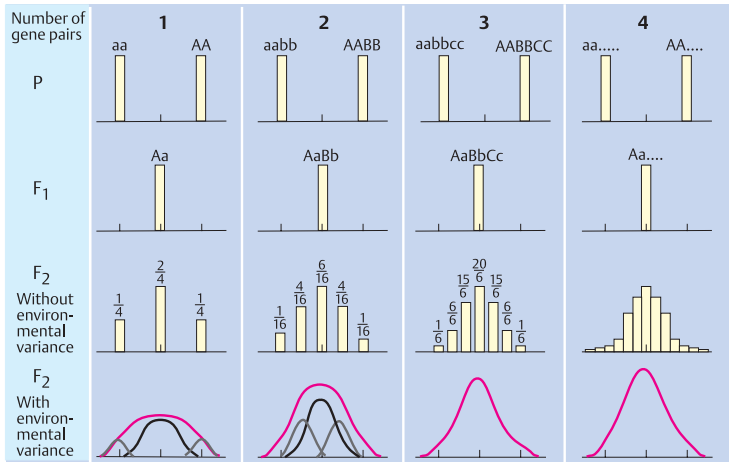 Number of gene pairs
1
2
3
4
P
aa
AA
aabb
AABB
aabbcc
AABBCC
aa.....
AA....
F1
Aa
AaBb
AaBbCc
Aa....
F2
Without
environ-
mental
variance
1/4
2/4
1/4
1/16
4/16
6/16
4/16
1/16
1/6
6/6
15/6
20/6
15/6
6/6
1/6
F2
With
environ-
mental
variance